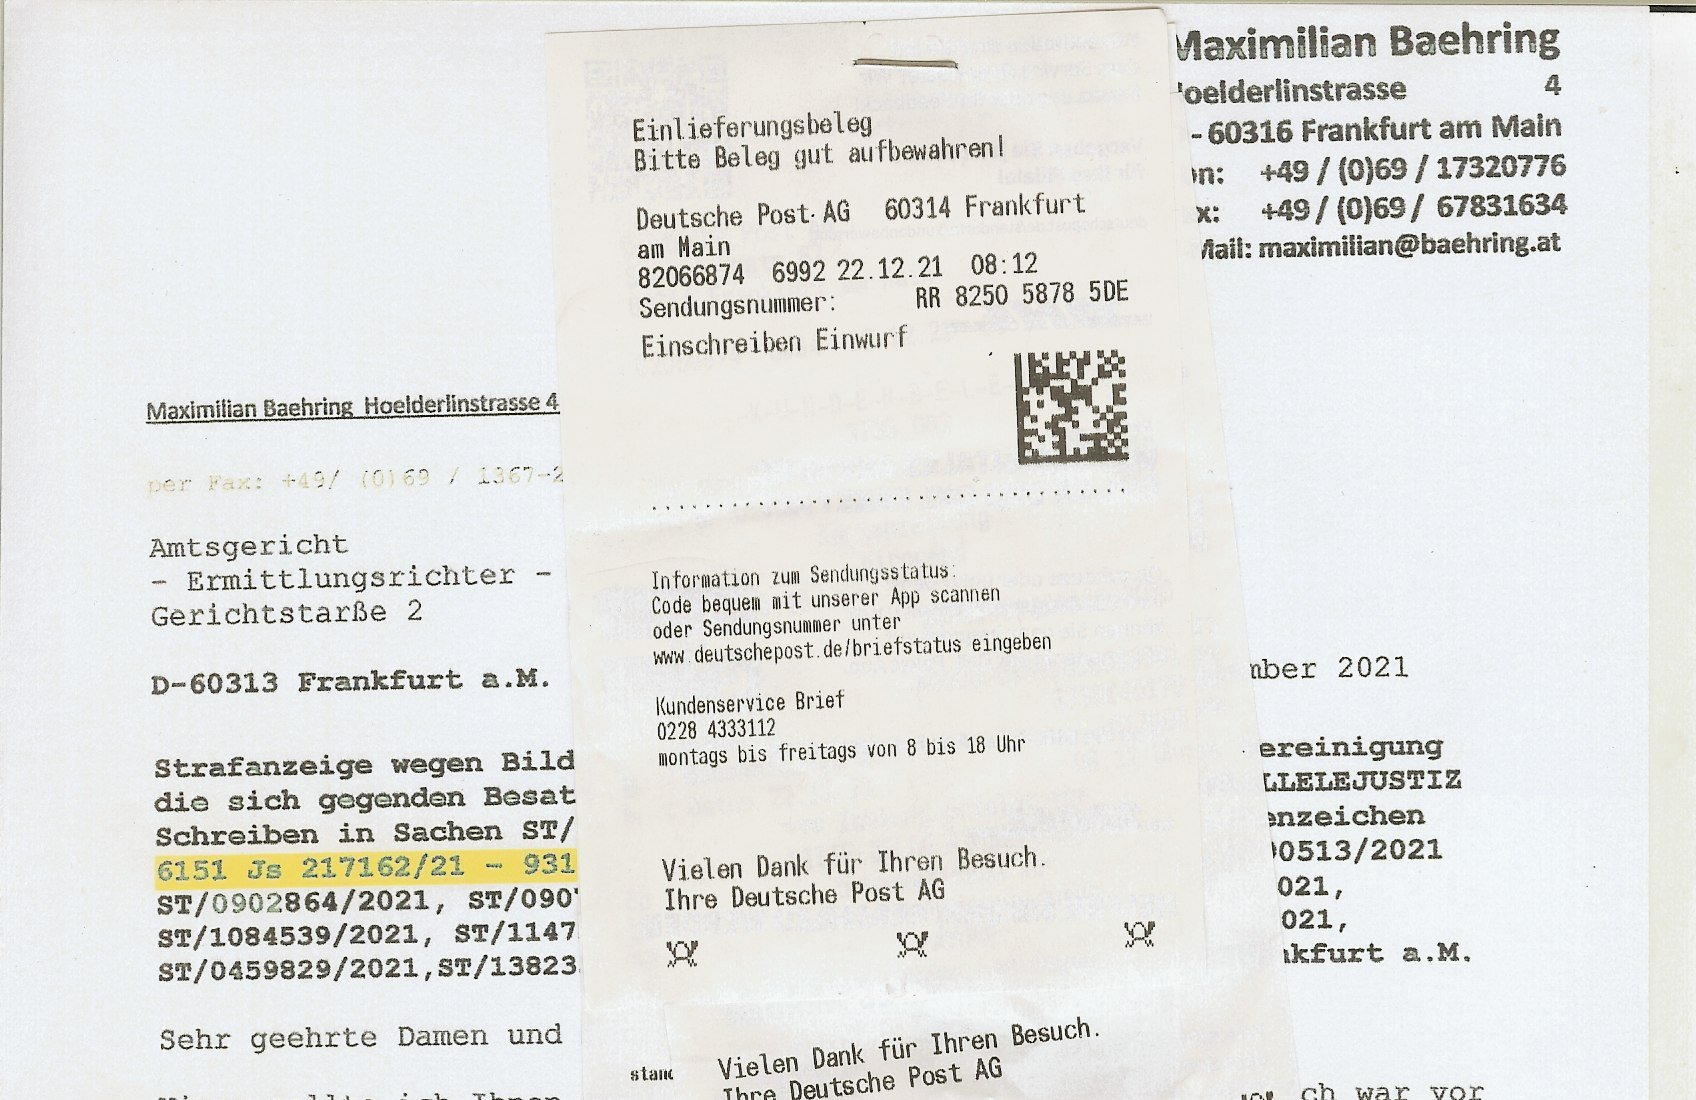 Maximilian Baehring
Hoelderlinstrasse 4
- 60316 Frankfurt am Main
on: +49 / (0)69 / 17320776
x: +49 / (0)69 / 67831634
Mail: maximilian@baehring.at
Einlieferungsbeleg
Bitte Beleg gut aufbewahren!
Deutsche Post AG 60314 Frankfurt
am Main
82066874 6992 22.12.21 08:12
Sendungsnummer: RR 8250 5878 5DE
Einschreiben Einwurf
Information zum Sendungsstatus:
Code bequem mit unserer App scannen
oder Sendungsnummer unter
www.deutschepost.de/briefstatus eingeben
Kundenservice Brief
0228 4333112
montags bis freitags von 8 bis 18 Uhr
Vielen Dank für Ihren Besuch.
Ihre Deutsche Post AG
Vielen Dank für Ihren Besuch.
Ihre Deutsche Post AG
Maximilian Baehring Hoelderlinstrasse 4
per Fax: +49/ (0)69 / 1367-2
Amtsgericht
- Ermittlungsrichter -
Gerichtstarße 2
D-60313 Frankfurt a.M.
mber 2021
Strafanzeige wegen Bild ereinigung
die sich gegenden Besat LLELEJUSTIZ
Schreiben in Sachen ST/ enzeichen
6151 Js 217162/21 - 931 00513/2021
ST/0902864/2021, ST/090 021,
ST/1084539/2021, ST/1147 021,
ST/0459829/2021,ST/13823 nkfurt a.M.
Sehr geehrte Damen und
stand
ch war vor